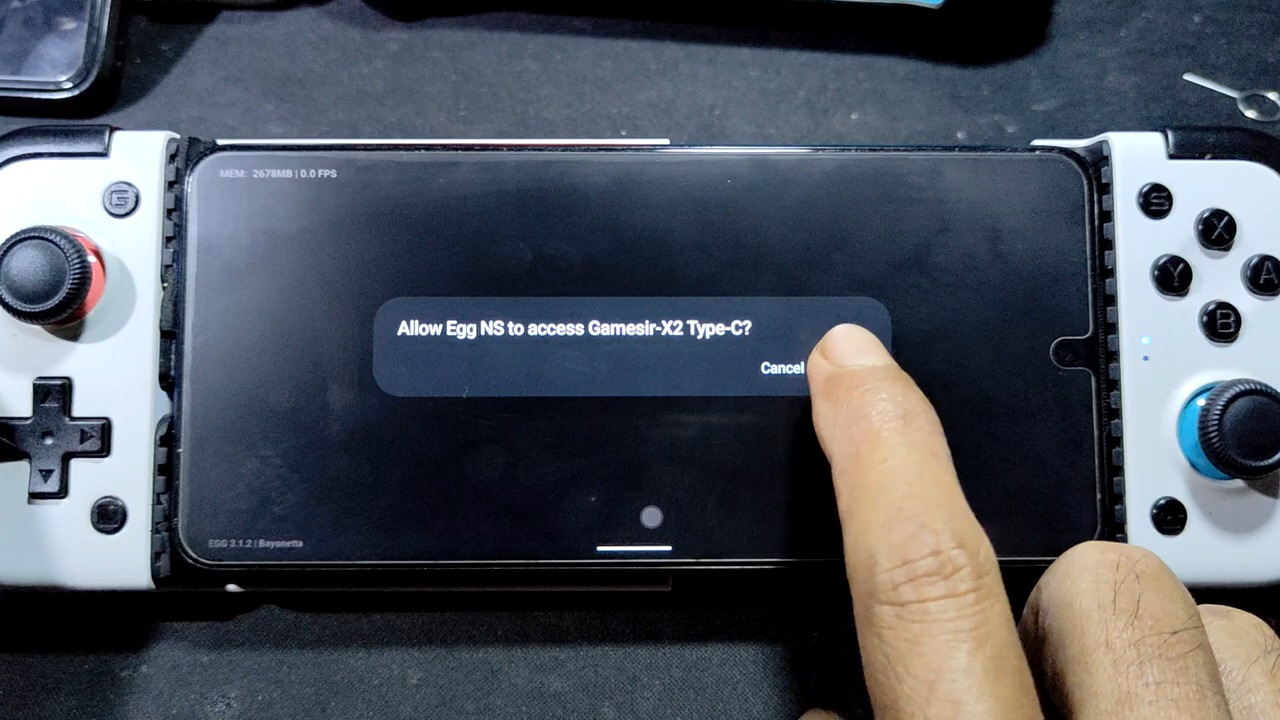 MEM: 2678MB | 0.0 FPS
G
S
X
Y
A
B
Allow Egg NS to access Gamesir-X2 Type-C?
Cancel
EGG 3.1.2 | Bayonetta